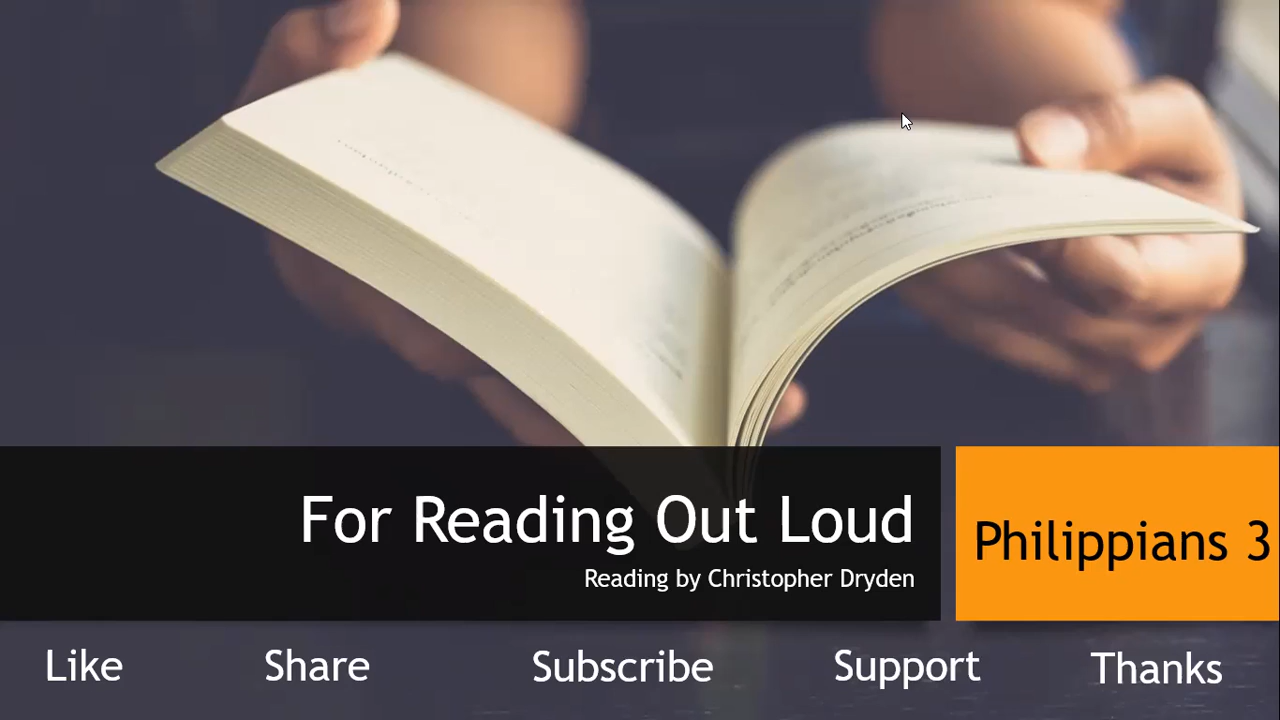 For Reading Out Loud
Reading by Christopher Dryden
Philippians 3
Like Share Subscribe Support Thanks